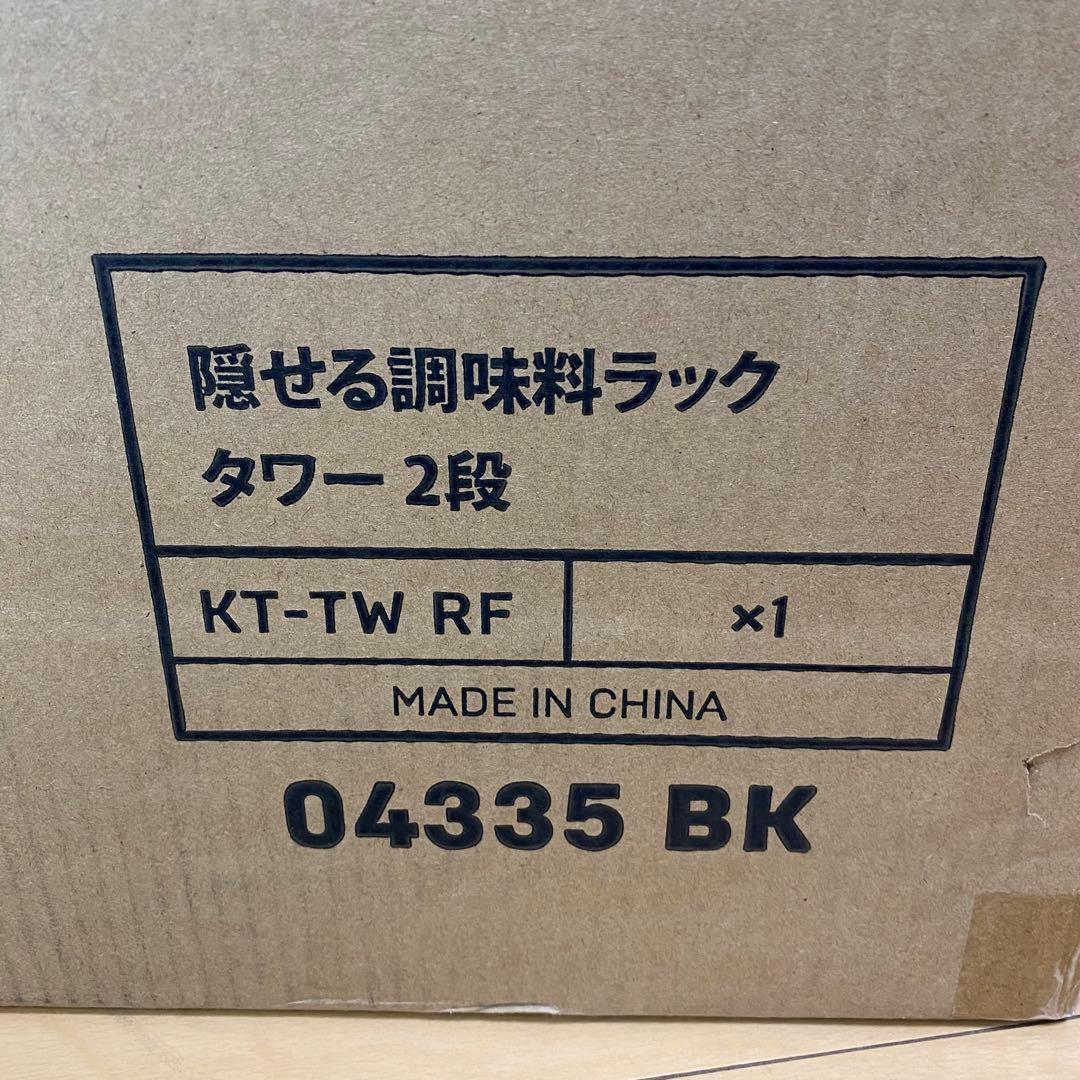 隠せる調味料ラック
タワー 2段
KT-TW RF
×1
MADE IN CHINA
04335 BK